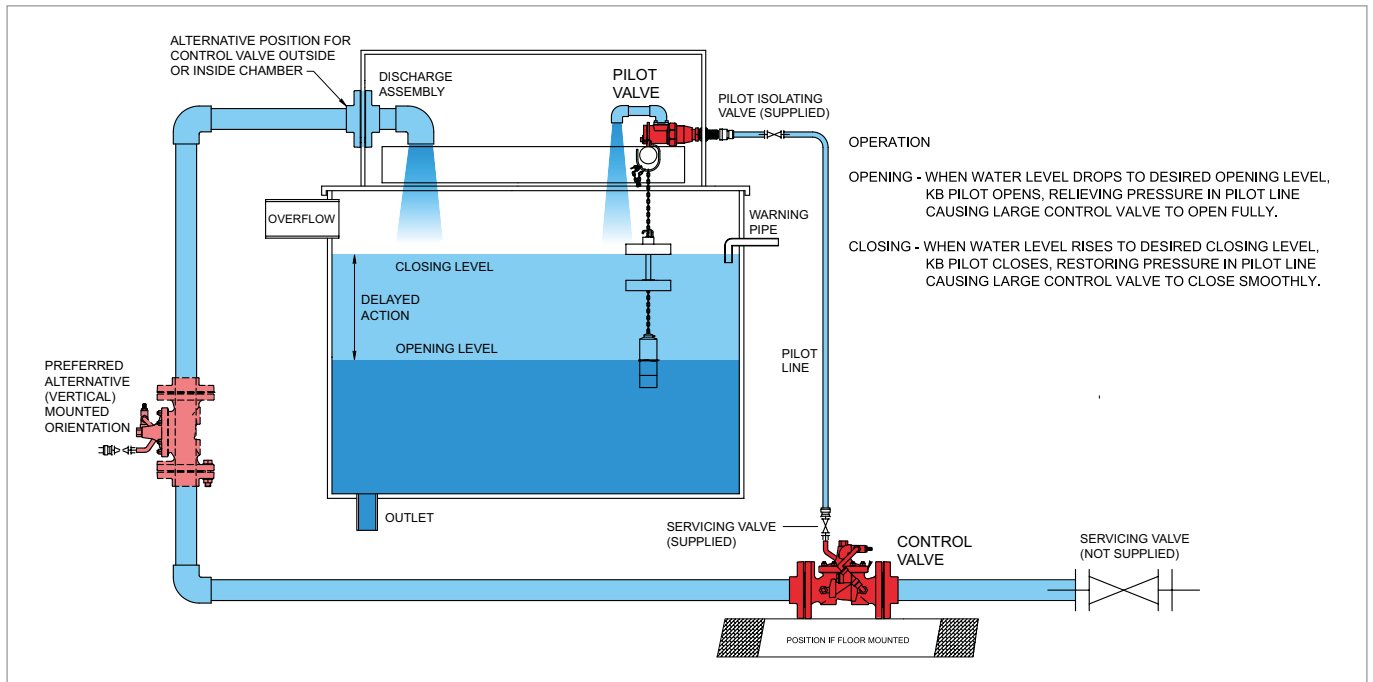 ALTERNATIVE POSITION FOR
CONTROL VALVE OUTSIDE
OR INSIDE CHAMBER
DISCHARGE
ASSEMBLY
PILOT
VALVE
PILOT ISOLATING
VALVE (SUPPLIED)
OPERATION
OPENING - WHEN WATER LEVEL DROPS TO DESIRED OPENING LEVEL,
KB PILOT OPENS, RELIEVING PRESSURE IN PILOT LINE
CAUSING LARGE CONTROL VALVE TO OPEN FULLY.
CLOSING - WHEN WATER LEVEL RISES TO DESIRED CLOSING LEVEL,
KB PILOT CLOSES, RESTORING PRESSURE IN PILOT LINE
CAUSING LARGE CONTROL VALVE TO CLOSE SMOOTHLY.
OVERFLOW
WARNING
PIPE
CLOSING LEVEL
DELAYED
ACTION
OPENING LEVEL
PILOT
LINE
PREFERRED
ALTERNATIVE
(VERTICAL)
MOUNTED
ORIENTATION
OUTLET
SERVICING VALVE
(SUPPLIED)
CONTROL
VALVE
SERVICING VALVE
(NOT SUPPLIED)
POSITION IF FLOOR MOUNTED